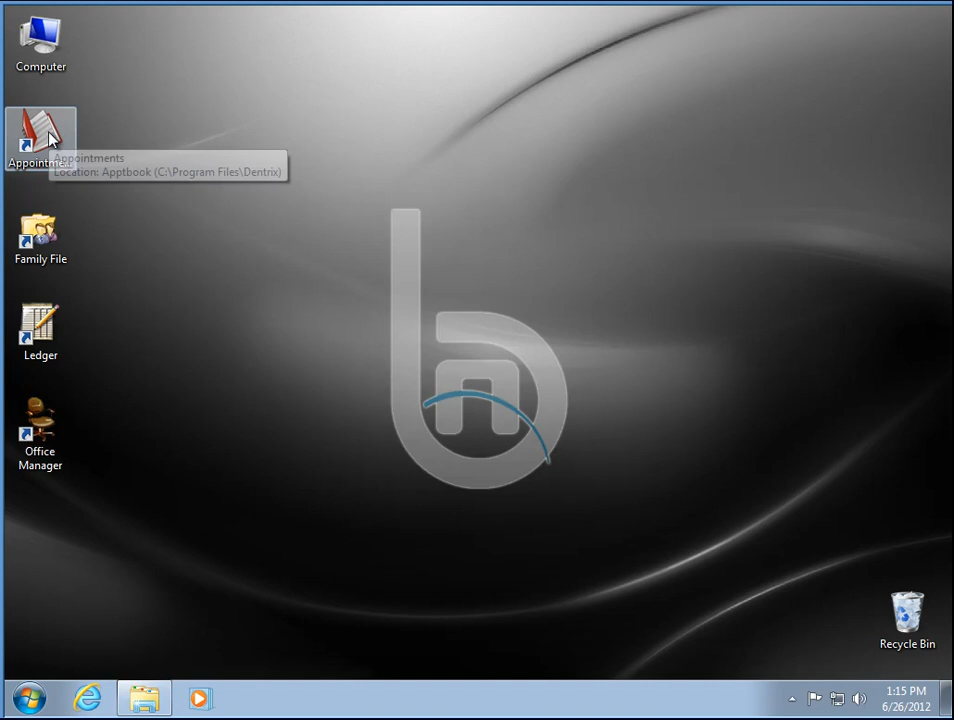 Computer
Appointme...
Appointments
Location: Apptbook (C:\Program Files\Dentrix)
Family File
Ledger
Office
Manager
Recycle Bin
1:15 PM
6/26/2012